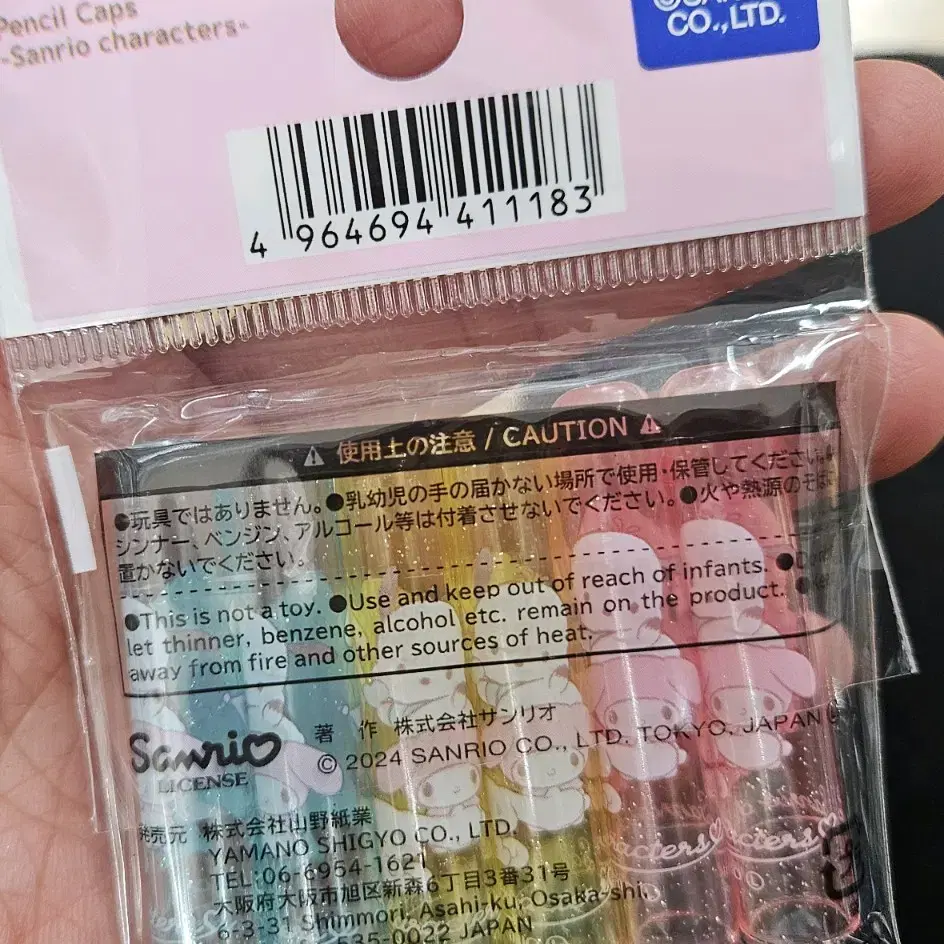 Pencil Caps
-Sanrio characters-
CO.,LTD.
4 964694 411183
使用上の注意 / CAUTION
●玩具ではありません。●乳幼児の手の届かない場所で使用・保管してください。
シンナー、ベンジン、アルコール等は付着させないでください。●火や熱源のそば
置かないでください。
●This is not a toy. ●Use and keep out of reach of infants. ●
let thinner, benzene, alcohol etc. remain on the product.
away from fire and other sources of heat.
Sanrio
LICENSE
著 作 株式会社サンリオ
© 2024 SANRIO CO., LTD. TOKYO, JAPAN
発売元 株式会社山野紙業
YAMANO SHIGYO CO., LTD.
TEL:06-6954-1621
大阪府大阪市旭区新森6丁目3番31号
6-3-31 Shinmori, Asahi-ku, Osaka-shi,
535-0022 JAPAN